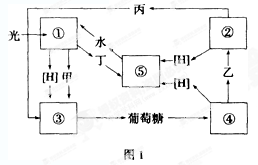 丙
光
①
水
②
[H]
丁
⑤
[H]
甲
[H]
乙
③
葡萄糖
④
图1